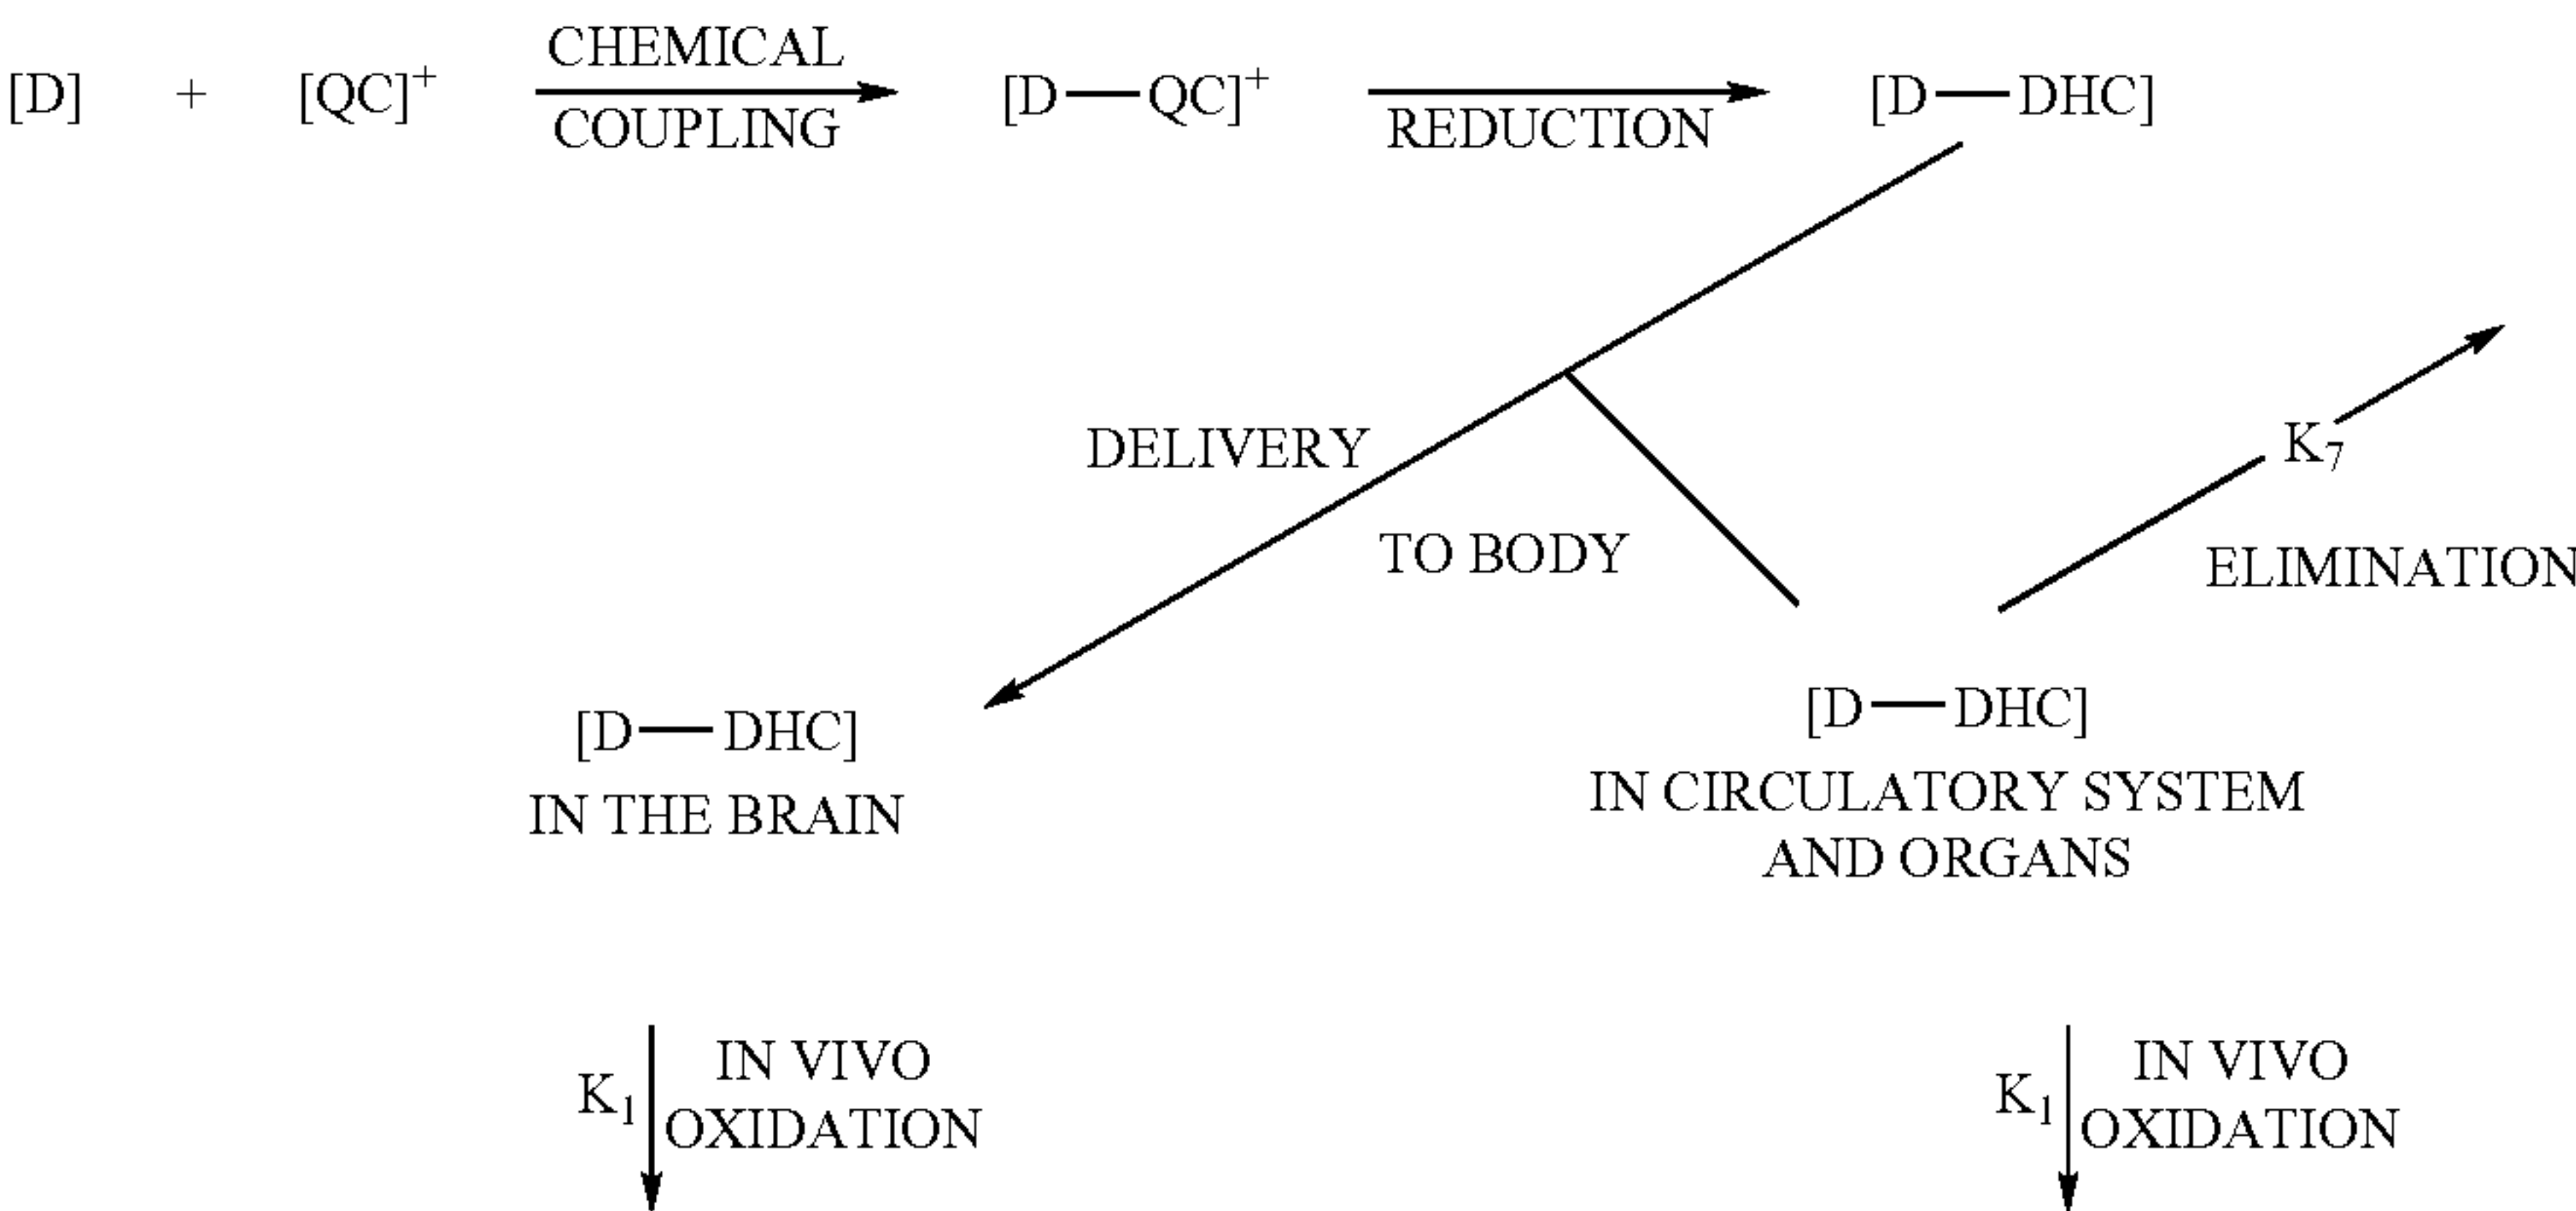 [D] + [QC]⁺ CHEMICAL COUPLING [D—QC]⁺ REDUCTION [D—DHC]
DELIVERY
TO BODY
K₇
ELIMINATION
[D—DHC]
IN THE BRAIN
[D—DHC]
IN CIRCULATORY SYSTEM
AND ORGANS
K₁
IN VIVO
OXIDATION
K₁
IN VIVO
OXIDATION